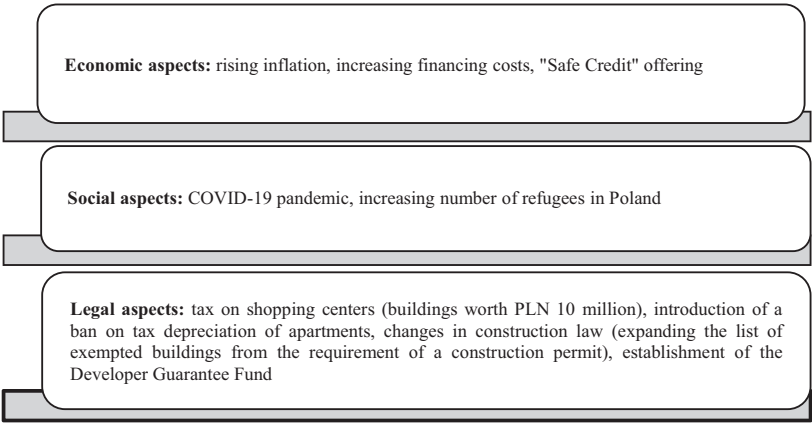 Economic aspects: rising inflation, increasing financing costs, "Safe Credit" offering
Social aspects: COVID-19 pandemic, increasing number of refugees in Poland
Legal aspects: tax on shopping centers (buildings worth PLN 10 million), introduction of a
ban on tax depreciation of apartments, changes in construction law (expanding the list of
exempted buildings from the requirement of a construction permit), establishment of the
Developer Guarantee Fund